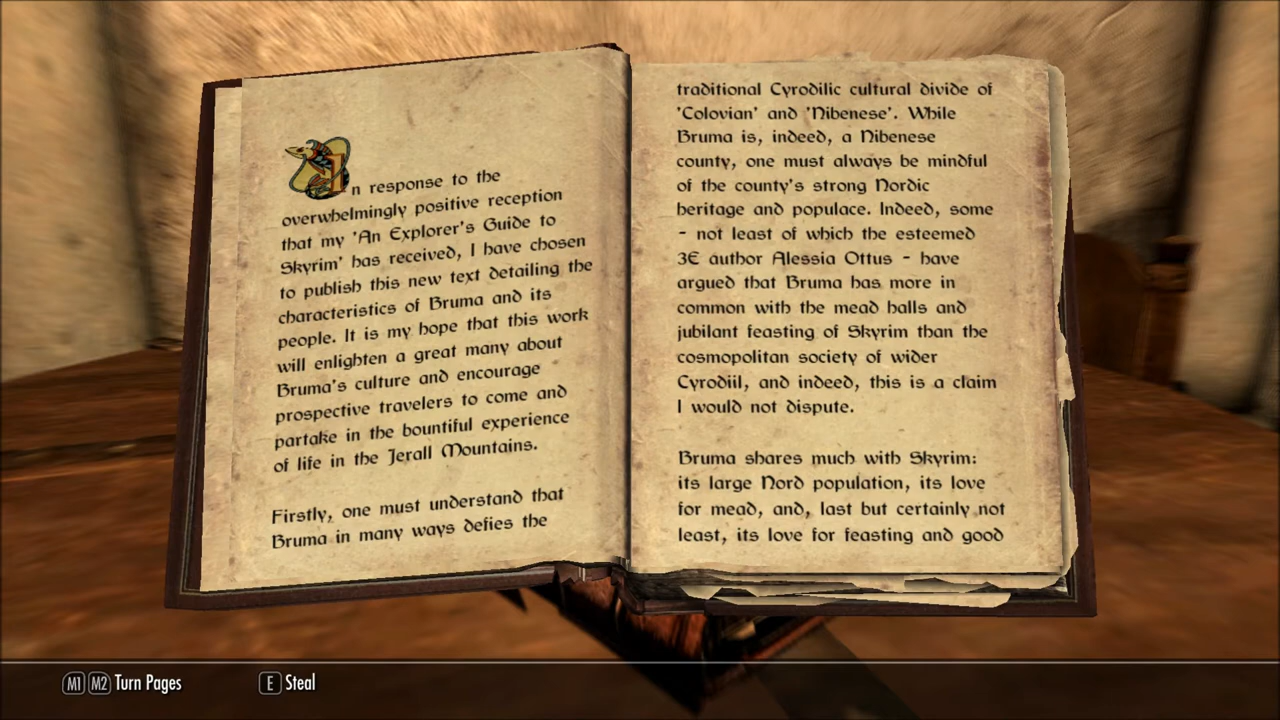 In response to the
overwhelmingly positive reception
that my 'An Explorer's Guide to
Skyrim' has received, I have chosen
to publish this new text detailing the
characteristics of Bruma and its
people. It is my hope that this work
will enlighten a great many about
Bruma's culture and encourage
prospective travelers to come and
partake in the bountiful experience
of life in the Jerall Mountains.
Firstly, one must understand that
Bruma in many ways defies the
traditional Cyrodilic cultural divide of
'Colovian' and 'Nibenese'. While
Bruma is, indeed, a Nibenese
county, one must always be mindful
of the county's strong Nordic
heritage and populace. Indeed, some
- not least of which the esteemed
3E author Alessia Ottus - have
argued that Bruma has more in
common with the mead halls and
jubilant feasting of Skyrim than the
cosmopolitan society of wider
Cyrodiil, and indeed, this is a claim
I would not dispute.
Bruma shares much with Skyrim:
its large Nord population, its love
for mead, and, last but certainly not
least, its love for feasting and good
M1 M2 Turn Pages
E Steal